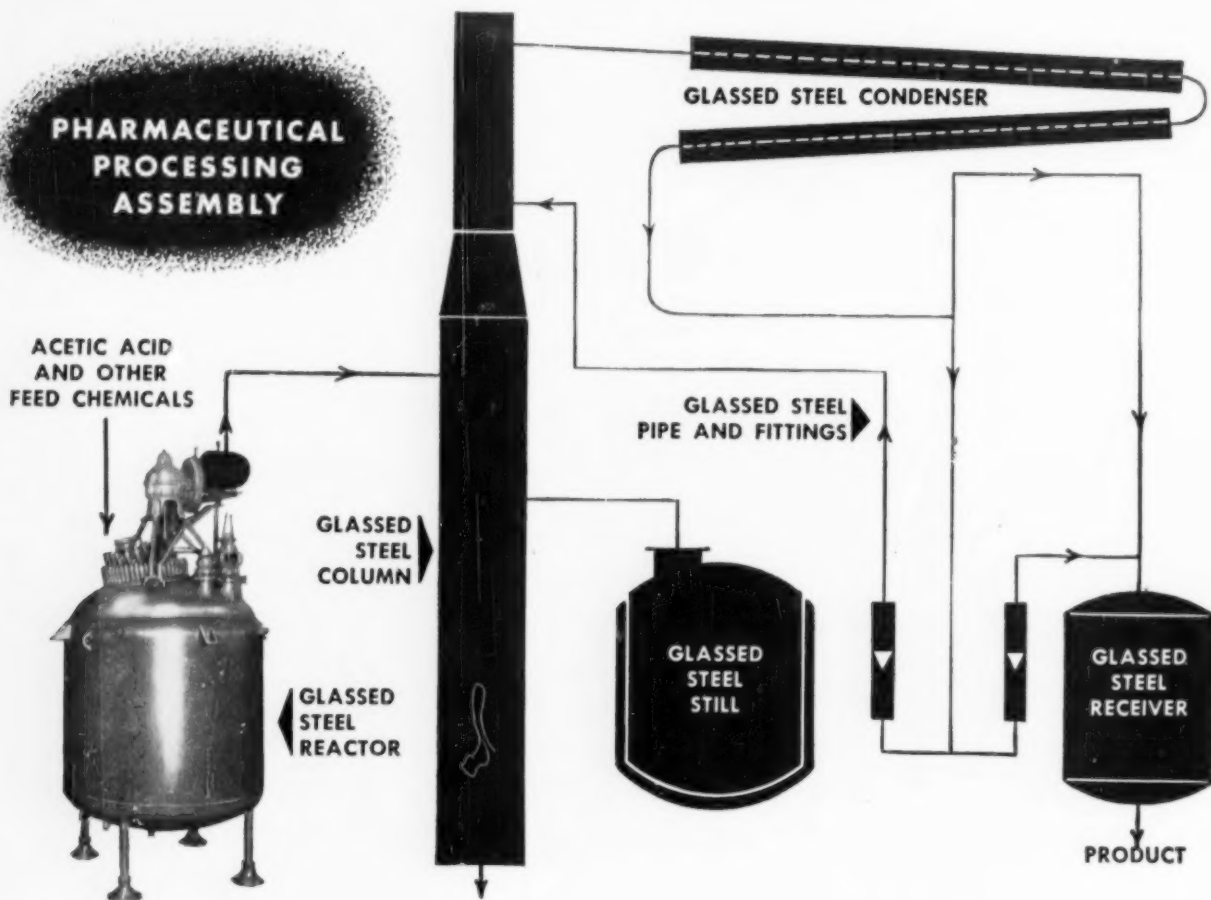 PHARMACEUTICAL
PROCESSING
ASSEMBLY
GLASSED STEEL CONDENSER
ACETIC ACID
AND OTHER
FEED CHEMICALS
GLASSED STEEL
PIPE AND FITTINGS
GLASSED
STEEL
COLUMN
GLASSED
STEEL
REACTOR
GLASSED
STEEL
STILL
GLASSED
STEEL
RECEIVER
PRODUCT